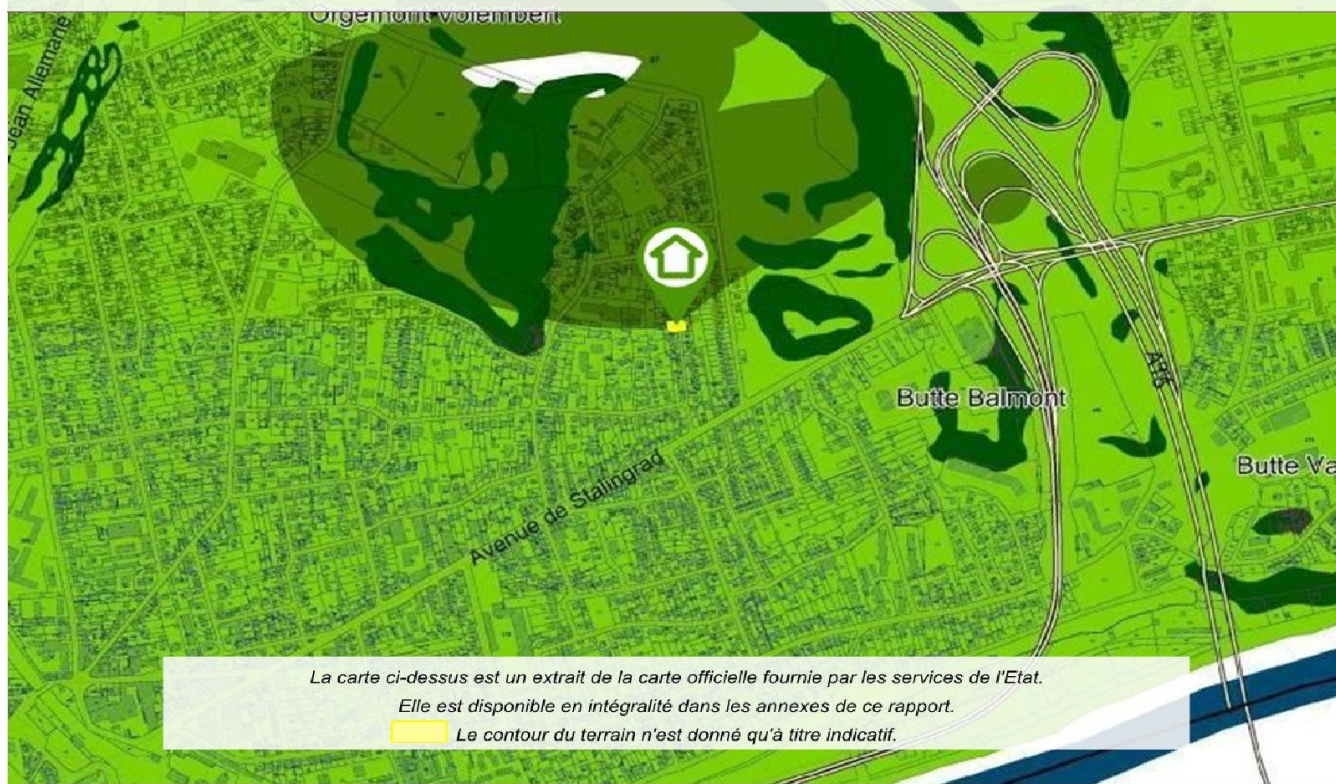 Orgemont Volembert
Jean Allemane
A15
Butte Balmont
Butte Va
Avenue de Stalingrad
La carte ci-dessus est un extrait de la carte officielle fournie par les services de l'Etat.
Elle est disponible en intégralité dans les annexes de ce rapport.
Le contour du terrain n'est donné qu'à titre indicatif.